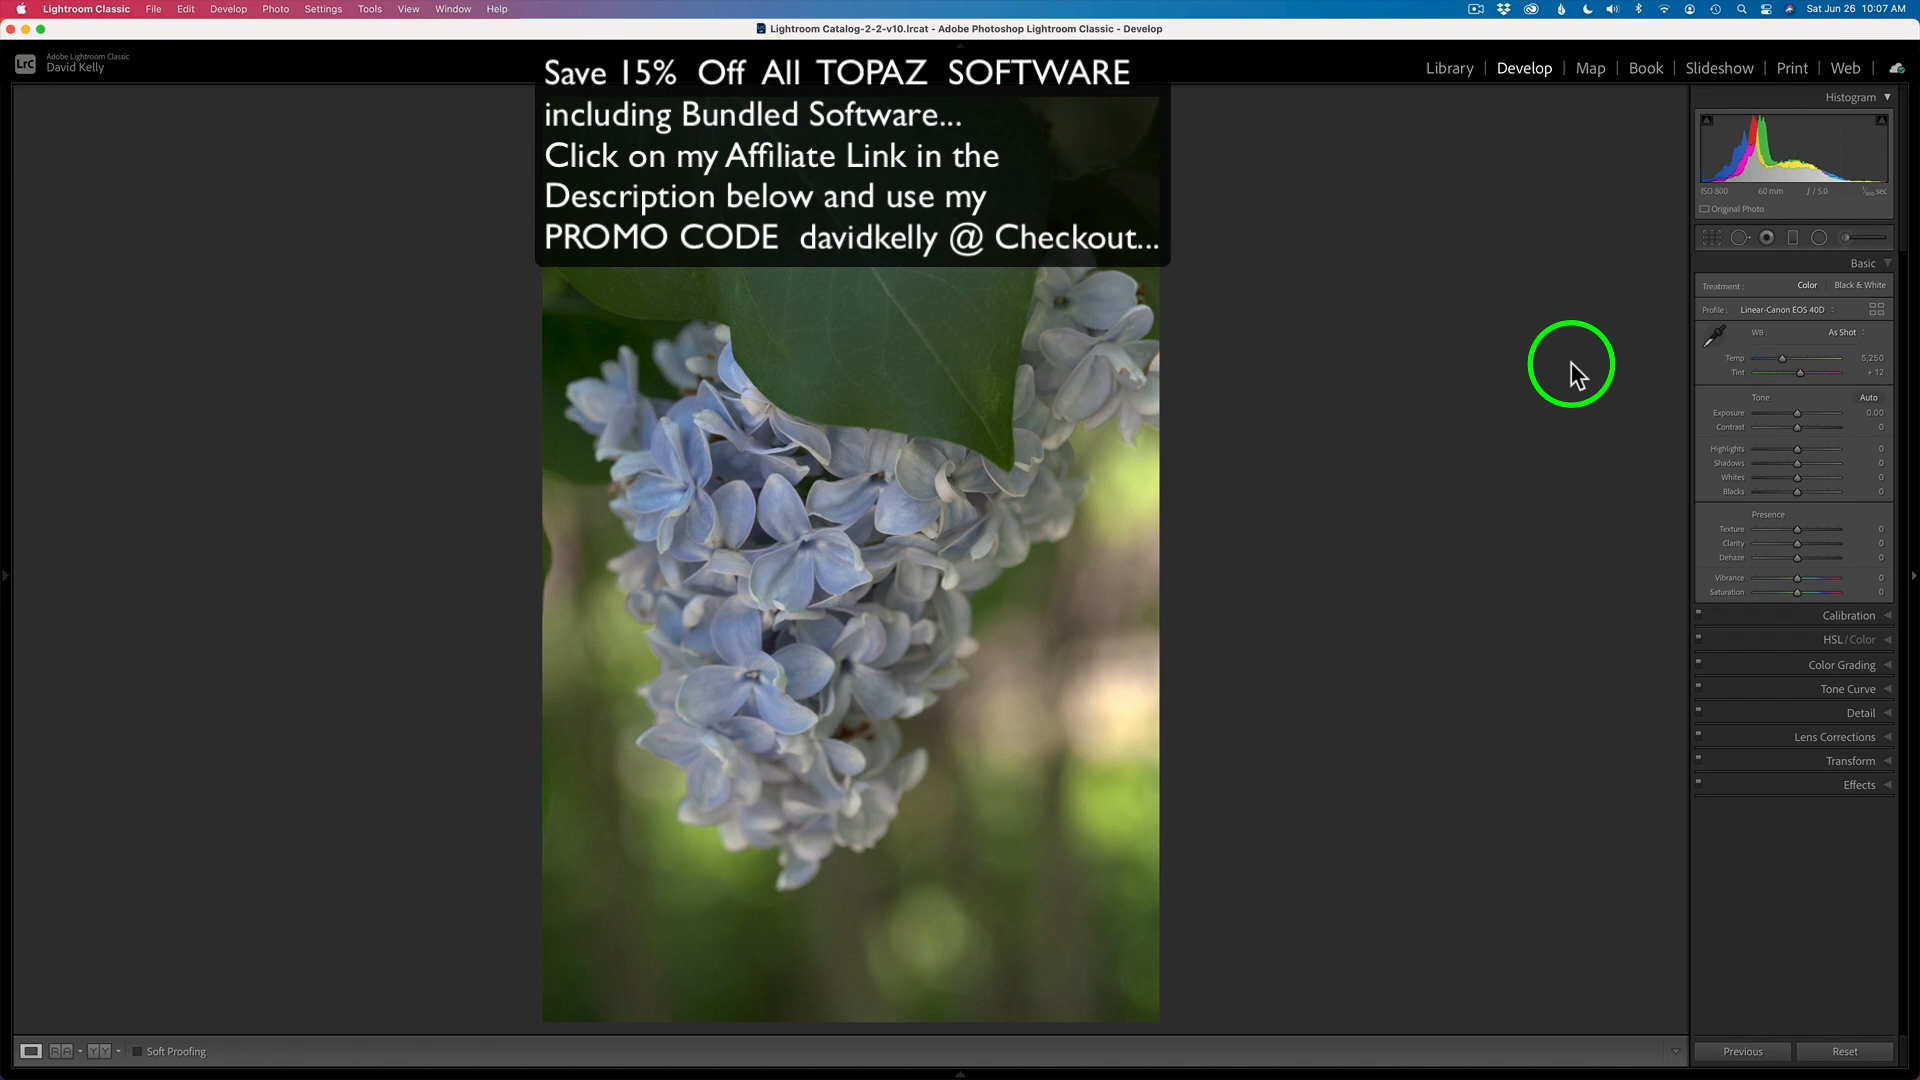 Lightroom Classic File Edit Develop Photo Settings Tools View Window Help Sat Jun 26 10:07 AM
Lightroom Catalog-2-2-v10.lrcat - Adobe Photoshop Lightroom Classic - Develop
LrC Adobe Lightroom Classic
David Kelly
Library | Develop | Map | Book | Slideshow | Print | Web |
Save 15% Off All TOPAZ SOFTWARE
including Bundled Software...
Click on my Affiliate Link in the
Description below and use my
PROMO CODE davidkelly @ Checkout...
Histogram
ISO 800 60 mm ƒ / 5.0 sec
Original Photo
Basic
Treatment : Color Black & White
Profile : Linear-Canon EOS 40D
WB : As Shot
Temp 5,250
Tint + 12
Tone Auto
Exposure 0.00
Contrast 0
Highlights 0
Shadows 0
Whites 0
Blacks 0
Presence
Texture 0
Clarity 0
Dehaze 0
Vibrance 0
Saturation 0
Calibration
HSL / Color
Color Grading
Tone Curve
Detail
Lens Corrections
Transform
Effects
R A Y Y Soft Proofing
Previous Reset